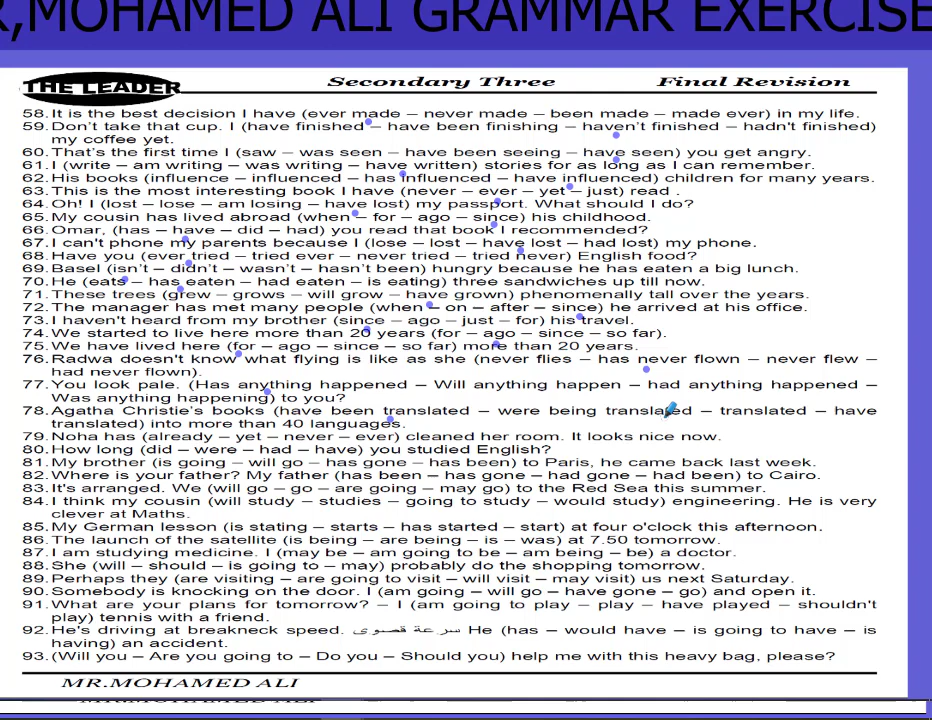 R,MOHAMED ALI GRAMMAR EXERCISE
THE LEADER Secondary Three Final Revision
58.It is the best decision I have (ever made – never made – been made – made ever) in my life.
59.Don't take that cup. I (have finished – have been finishing – haven't finished – hadn't finished)
my coffee yet.
60.That's the first time I (saw – was seen – have been seeing – have seen) you get angry.
61.I (write – am writing – was writing – have written) stories for as long as I can remember.
62.His books (influence – influenced – has influenced – have influenced) children for many years.
63.This is the most interesting book I have (never – ever – yet – just) read .
64.Oh! I (lost – lose – am losing – have lost) my passport. What should I do?
65.My cousin has lived abroad (when – for – ago – since) his childhood.
66.Omar, (has – have – did – had) you read that book I recommended?
67.I can't phone my parents because I (lose – lost – have lost – had lost) my phone.
68.Have you (ever tried – tried ever – never tried – tried never) English food?
69.Basel (isn't – didn't – wasn't – hasn't been) hungry because he has eaten a big lunch.
70.He (eats – has eaten – had eaten – is eating) three sandwiches up till now.
71.These trees (grew – grows – will grow – have grown) phenomenally tall over the years.
72.The manager has met many people (when – on – after – since) he arrived at his office.
73.I haven't heard from my brother (since – ago – just – for) his travel.
74.We started to live here more than 20 years (for – ago – since – so far).
75.We have lived here (for – ago – since – so far) more than 20 years.
76.Radwa doesn't know what flying is like as she (never flies – has never flown – never flew –
had never flown).
77.You look pale. (Has anything happened – Will anything happen – had anything happened –
Was anything happening) to you?
78.Agatha Christie's books (have been translated – were being translated – translated – have
translated) into more than 40 languages.
79.Noha has (already – yet – never – ever) cleaned her room. It looks nice now.
80.How long (did – were – had – have) you studied English?
81.My brother (is going – will go – has gone – has been) to Paris, he came back last week.
82.Where is your father? My father (has been – has gone – had gone – had been) to Cairo.
83.It's arranged. We (will go – go – are going – may go) to the Red Sea this summer.
84.I think my cousin (will study – studies – going to study – would study) engineering. He is very
clever at Maths.
85.My German lesson (is stating – starts – has started – start) at four o'clock this afternoon.
86.The launch of the satellite (is being – are being – is – was) at 7.50 tomorrow.
87.I am studying medicine. I (may be – am going to be – am being – be) a doctor.
88.She (will – should – is going to – may) probably do the shopping tomorrow.
89.Perhaps they (are visiting – are going to visit – will visit – may visit) us next Saturday.
90.Somebody is knocking on the door. I (am going – will go – have gone – go) and open it.
91.What are your plans for tomorrow? – I (am going to play – play – have played – shouldn't
play) tennis with a friend.
92.He's driving at breakneck speed. سرعة قصوى He (has – would have – is going to have – is
having) an accident.
93.(Will you – Are you going to – Do you – Should you) help me with this heavy bag, please?
MR.MOHAMED ALI
MR.MOHAMED ALI